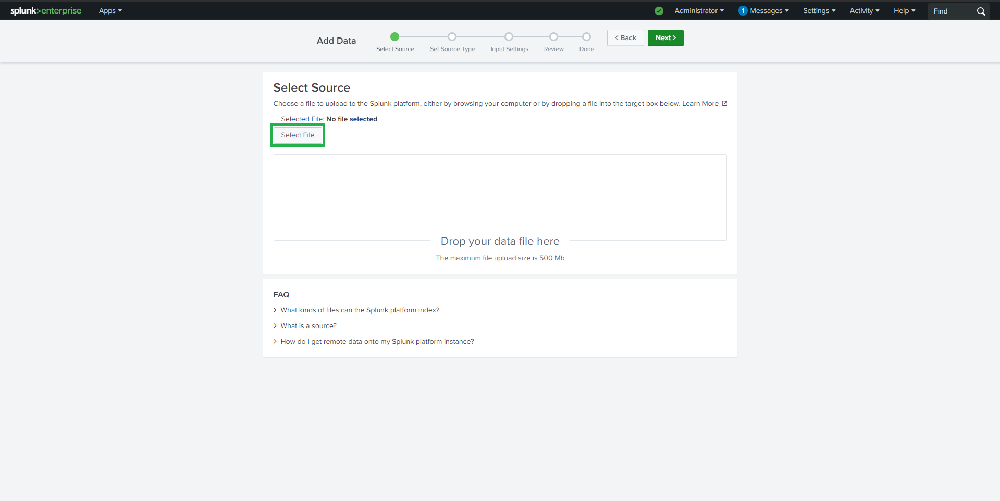 splunk>enterprise Apps Administrator 1 Messages Settings Activity Help Find
Add Data
Select Source Set Source Type Input Settings Review Done
< Back Next >
Select Source
Choose a file to upload to the Splunk platform, either by browsing your computer or by dropping a file into the target box below. Learn More
Selected File: No file selected
Select File
Drop your data file here
The maximum file upload size is 500 Mb
FAQ
> What kinds of files can the Splunk platform index?
> What is a source?
> How do I get remote data onto my Splunk platform instance?